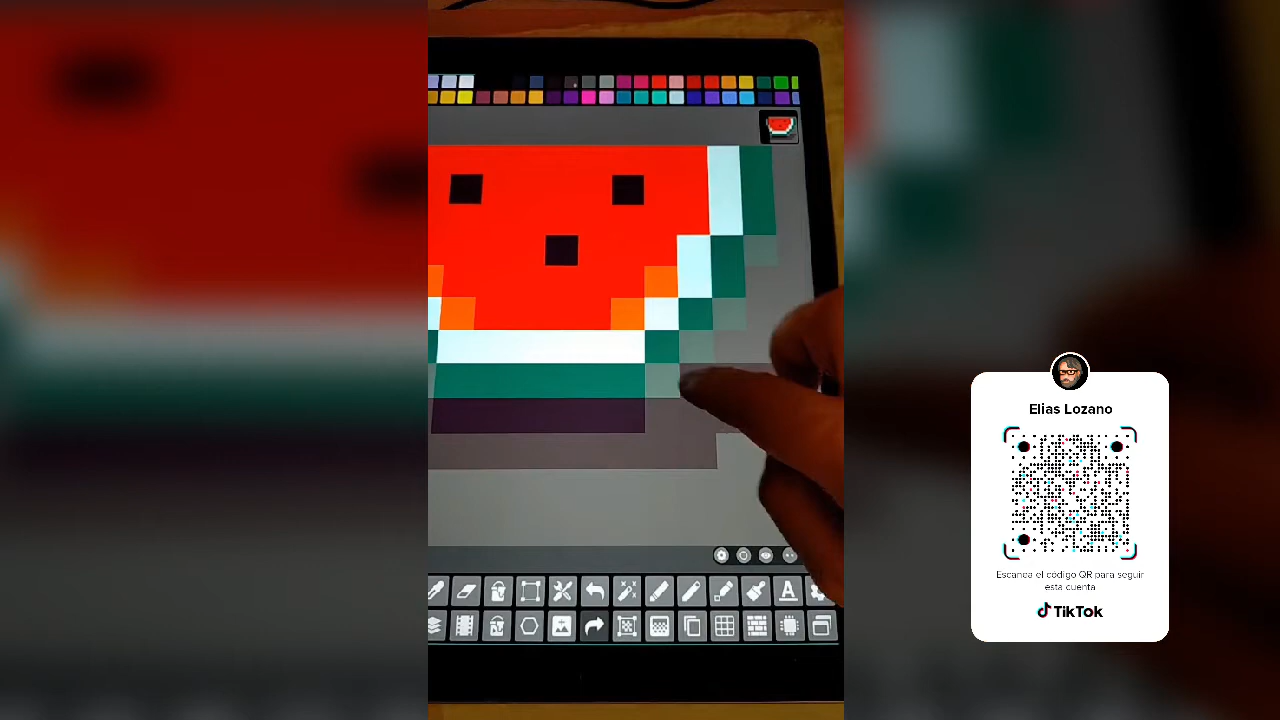 A
Elias Lozano
Escanea el código QR para seguir
esta cuenta
TikTok